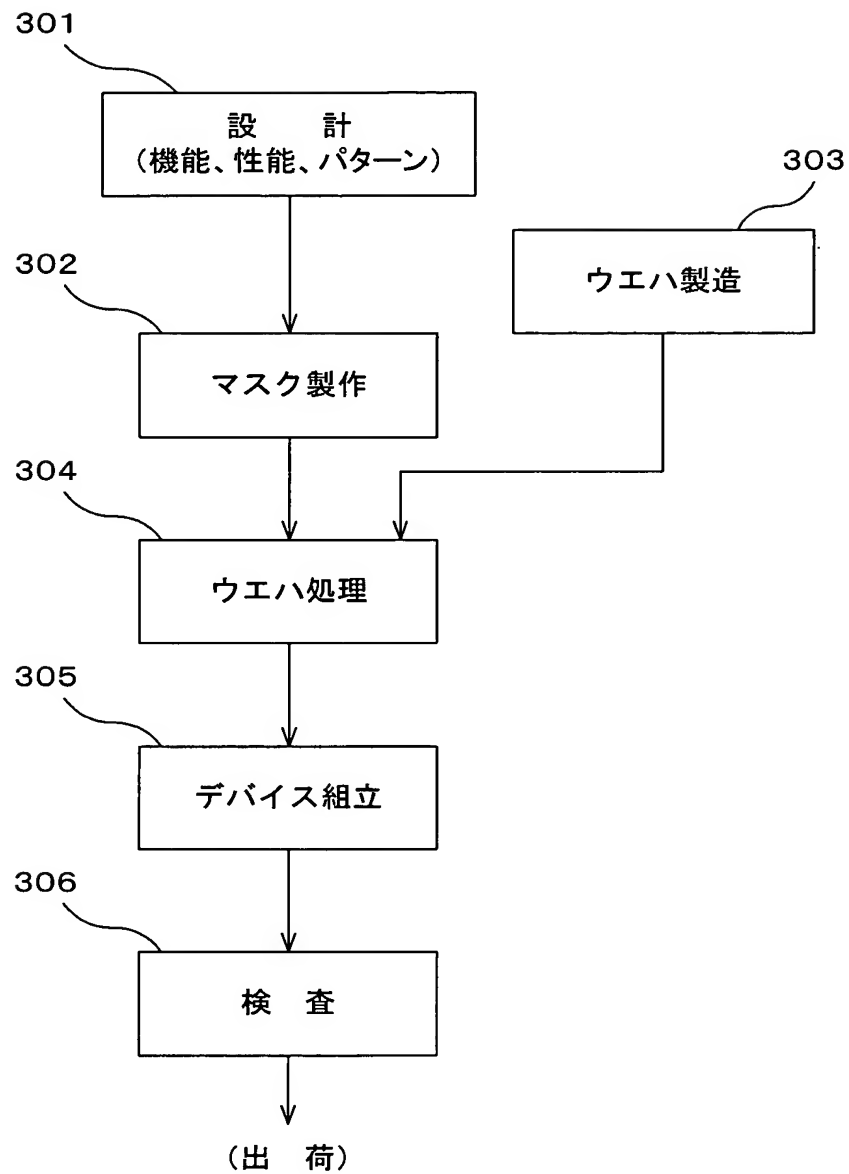 301
設 計
(機能、性能、パターン)
303
ウエハ製造
302
マスク製作
304
ウエハ処理
305
デバイス組立
306
検 査
(出 荷)